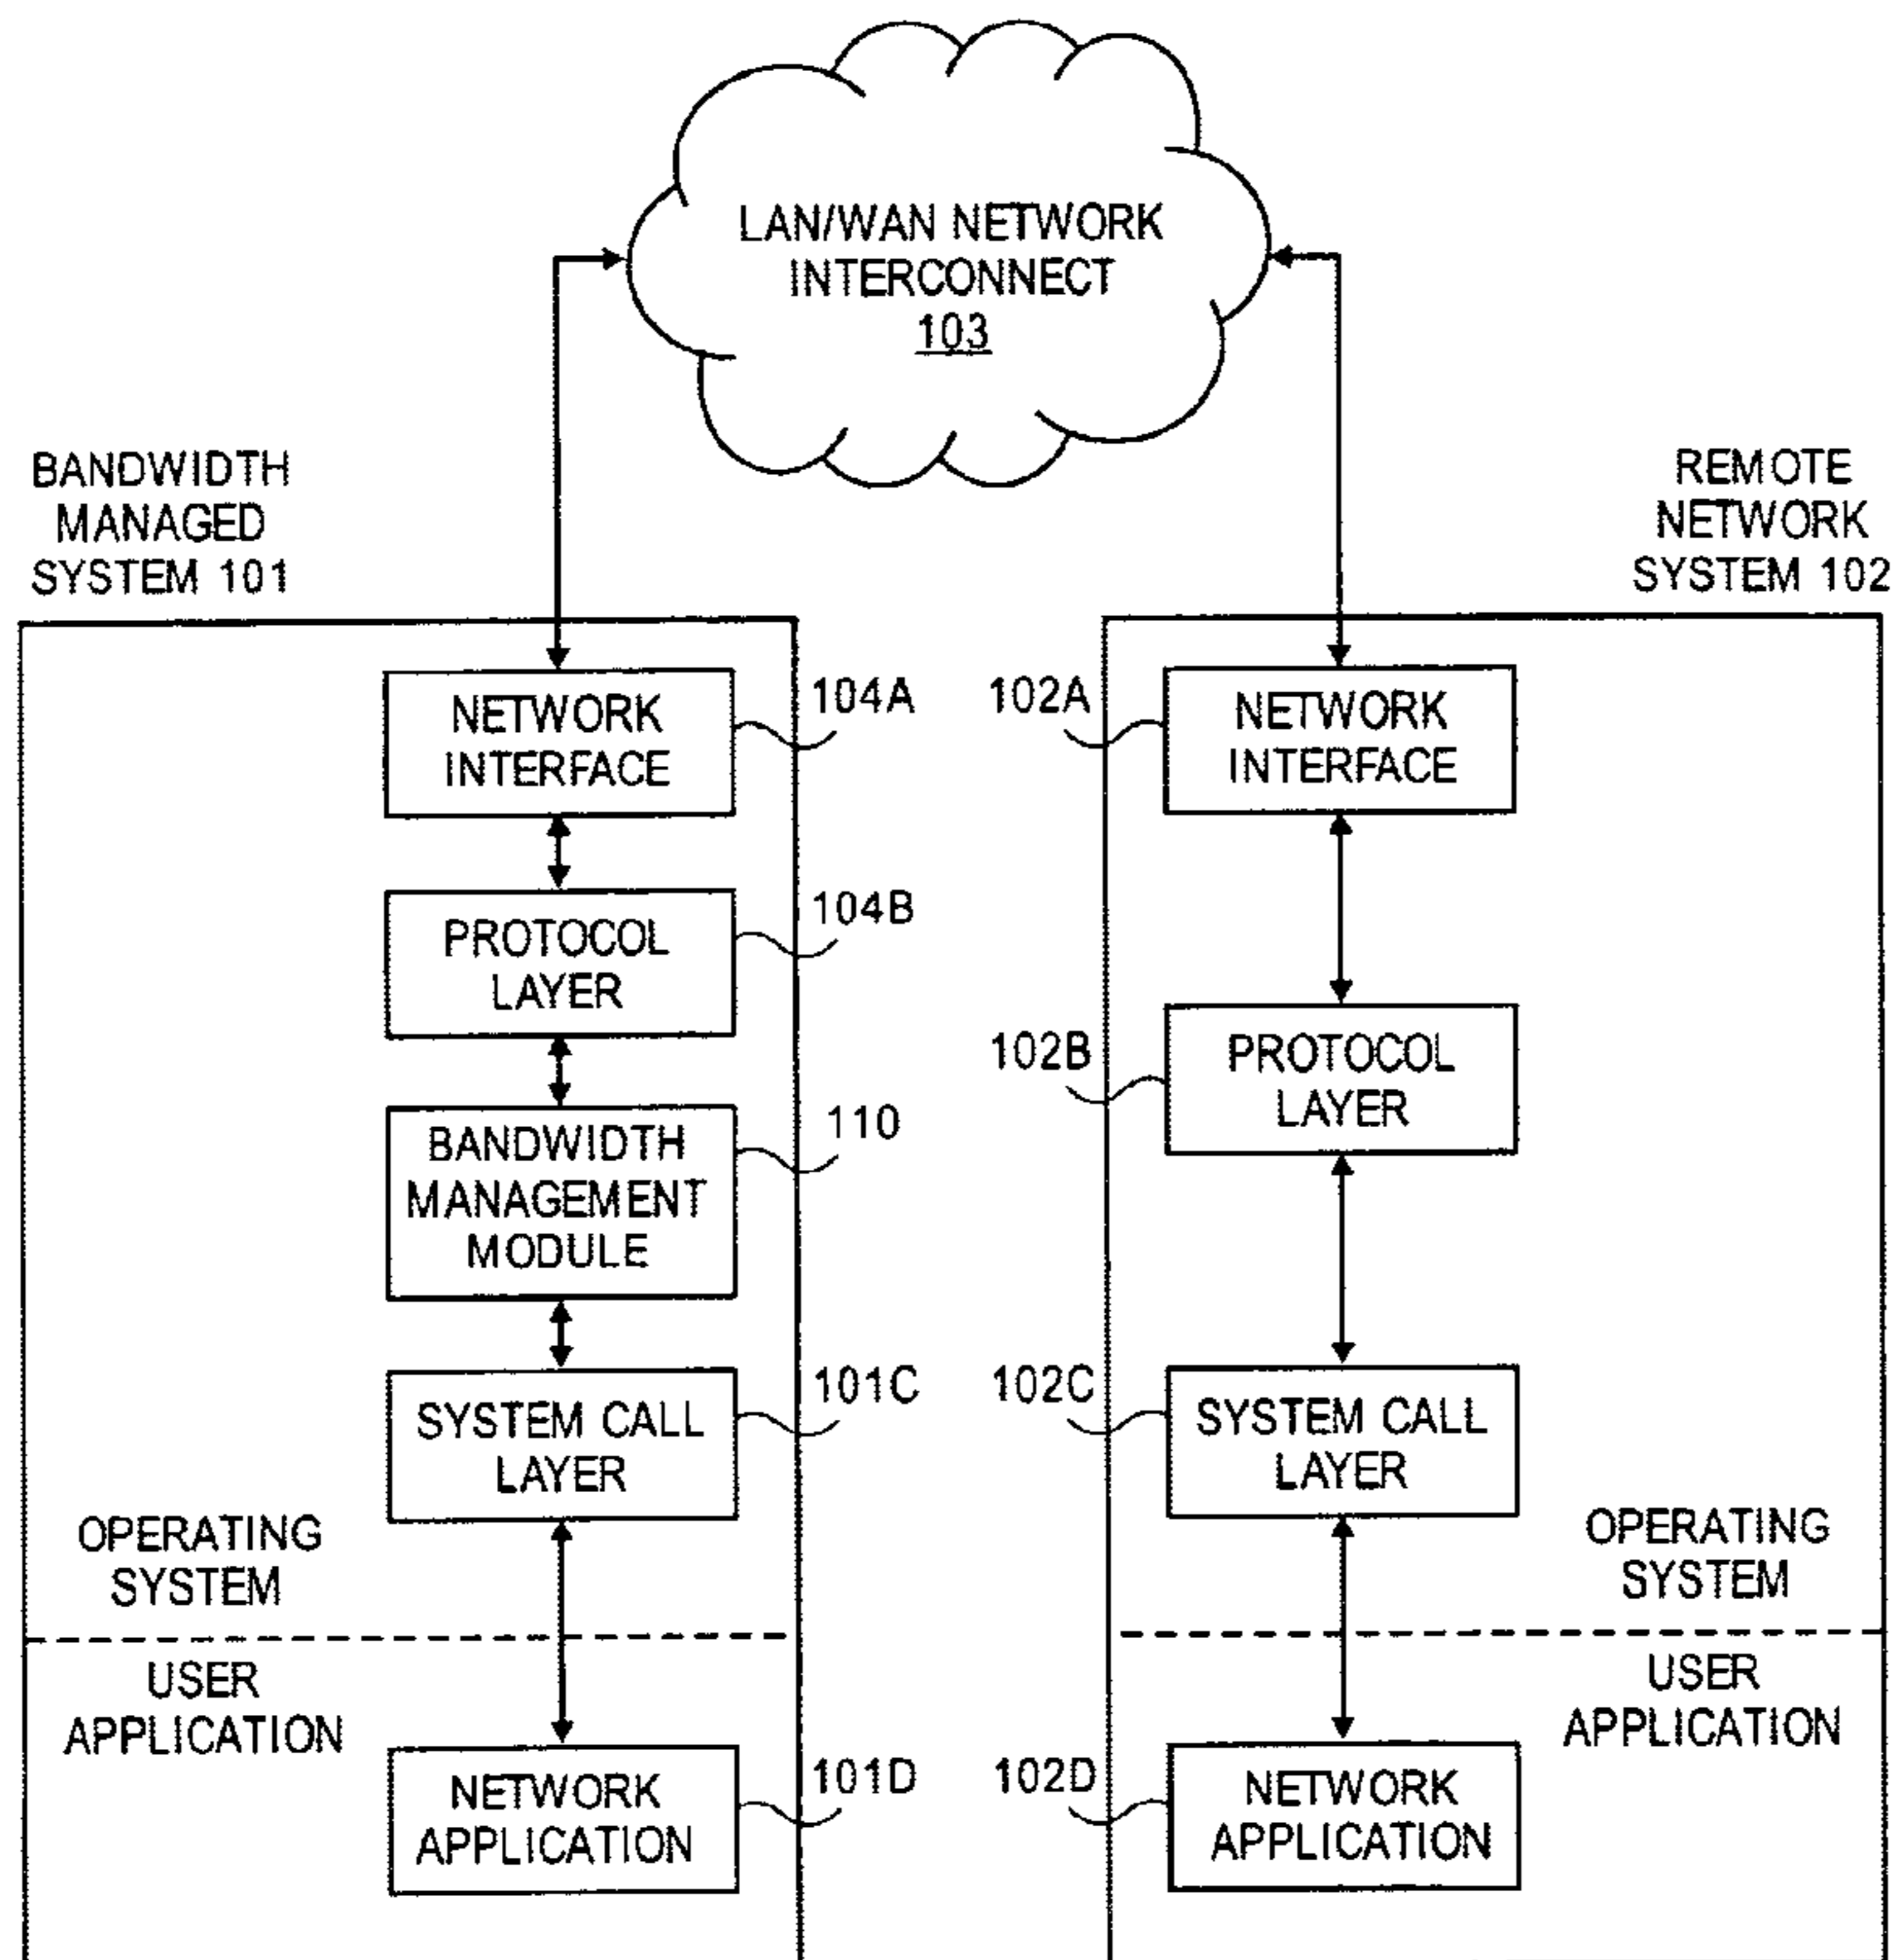 LAN/WAN NETWORK
INTERCONNECT
103
BANDWIDTH
MANAGED
SYSTEM 101
REMOTE
NETWORK
SYSTEM 102
NETWORK
INTERFACE
104A
PROTOCOL
LAYER
104B
BANDWIDTH
MANAGEMENT
MODULE
110
SYSTEM CALL
LAYER
101C
OPERATING
SYSTEM
USER
APPLICATION
NETWORK
APPLICATION
101D
102A
NETWORK
INTERFACE
102B
PROTOCOL
LAYER
102C
SYSTEM CALL
LAYER
OPERATING
SYSTEM
USER
APPLICATION
102D
NETWORK
APPLICATION